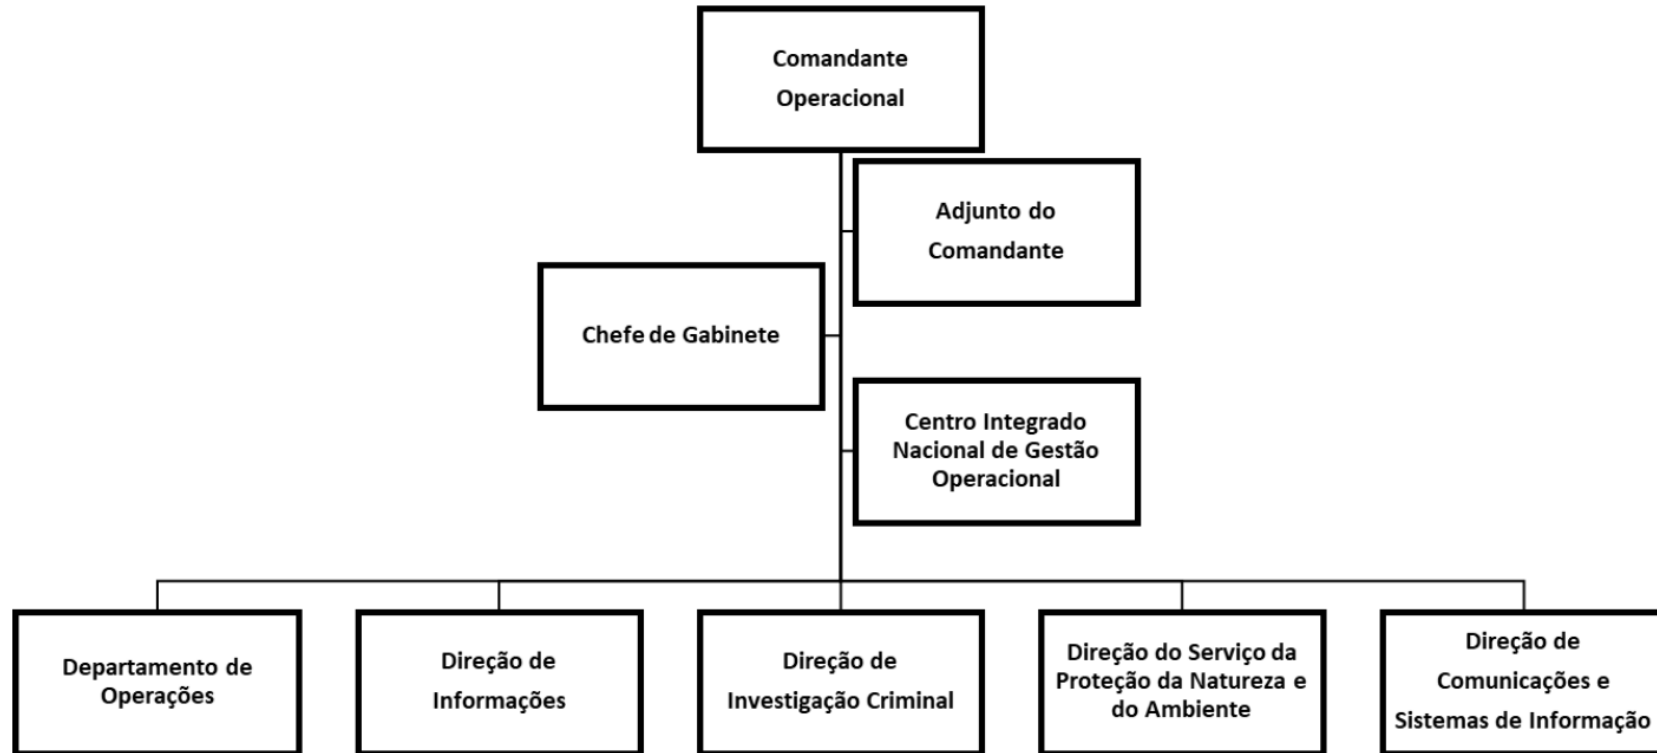 Comandante
Operacional
Adjunto do
Comandante
Chefe de Gabinete
Centro Integrado
Nacional de Gestão
Operacional
Departamento de
Operações
Direção de
Informações
Direção de
Investigação Criminal
Direção do Serviço da
Proteção da Natureza e
do Ambiente
Direção de
Comunicações e
Sistemas de Informação